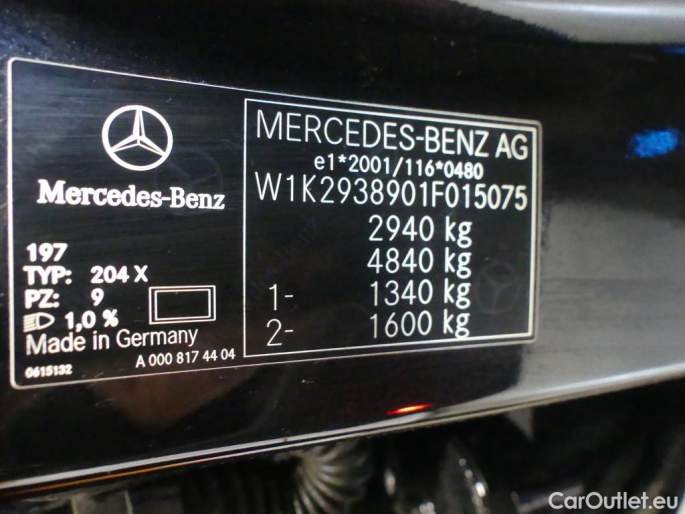 Mercedes-Benz
197
TYP: 204 X
PZ: 9
1,0 %
Made in Germany
A 000 817 44 04
0615132
MERCEDES-BENZ AG
e1*2001/116*0480
W1K2938901F015075
2940 kg
4840 kg
1- 1340 kg
2- 1600 kg
CarOutlet.eu